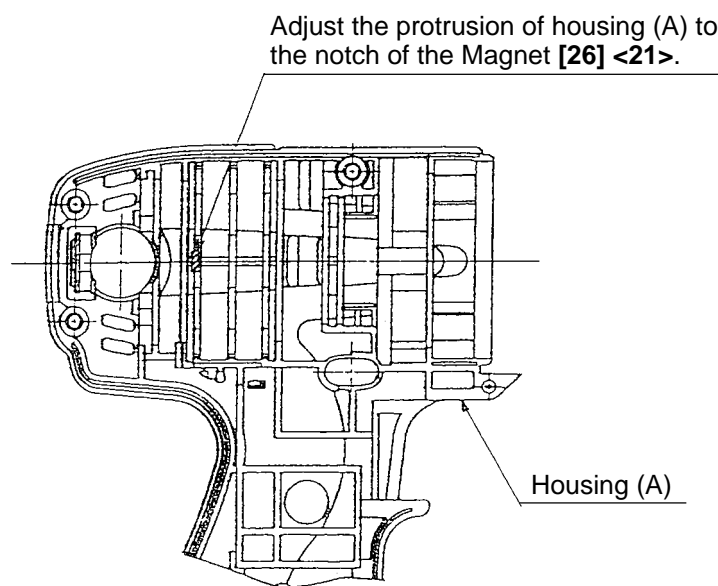 Adjust the protrusion of housing (A) to
the notch of the Magnet [26] <21>.
Housing (A)